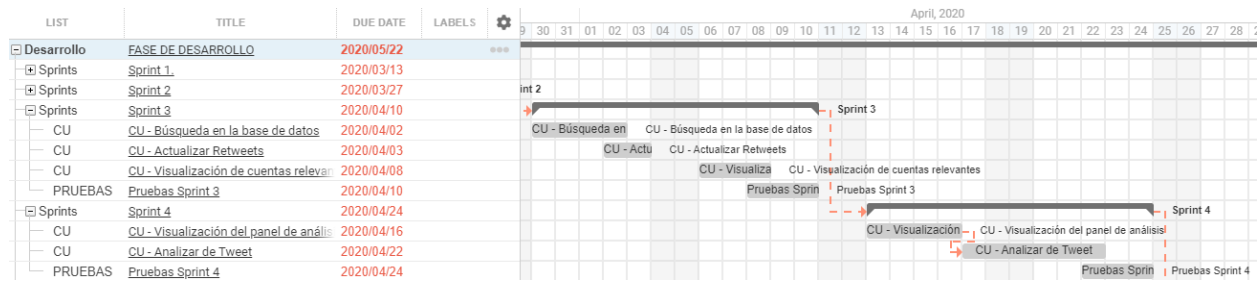 April, 2020
LIST TITLE DUE DATE LABELS
9 30 31 01 02 03 04 05 06 07 08 09 10 11 12 13 14 15 16 17 18 19 20 21 22 23 24 25 26 27 28 2
Desarrollo FASE DE DESARROLLO 2020/05/22
Sprints Sprint 1. 2020/03/13
Sprints Sprint 2 2020/03/27 int 2
Sprints Sprint 3 2020/04/10 Sprint 3
CU CU - Búsqueda en la base de datos 2020/04/02 CU - Búsqueda en CU - Búsqueda en la base de datos
CU CU - Actualizar Retweets 2020/04/03 CU - Actu CU - Actualizar Retweets
CU CU - Visualización de cuentas relevan 2020/04/08 CU - Visualiza CU - Visualización de cuentas relevantes
PRUEBAS Pruebas Sprint 3 2020/04/10 Pruebas Sprin Pruebas Sprint 3
Sprints Sprint 4 2020/04/24 Sprint 4
CU CU - Visualización del panel de anális 2020/04/16 CU - Visualización CU - Visualización del panel de análisis
CU CU - Analizar de Tweet 2020/04/22 CU - Analizar de Tweet
PRUEBAS Pruebas Sprint 4 2020/04/24 Pruebas Sprin Pruebas Sprint 4